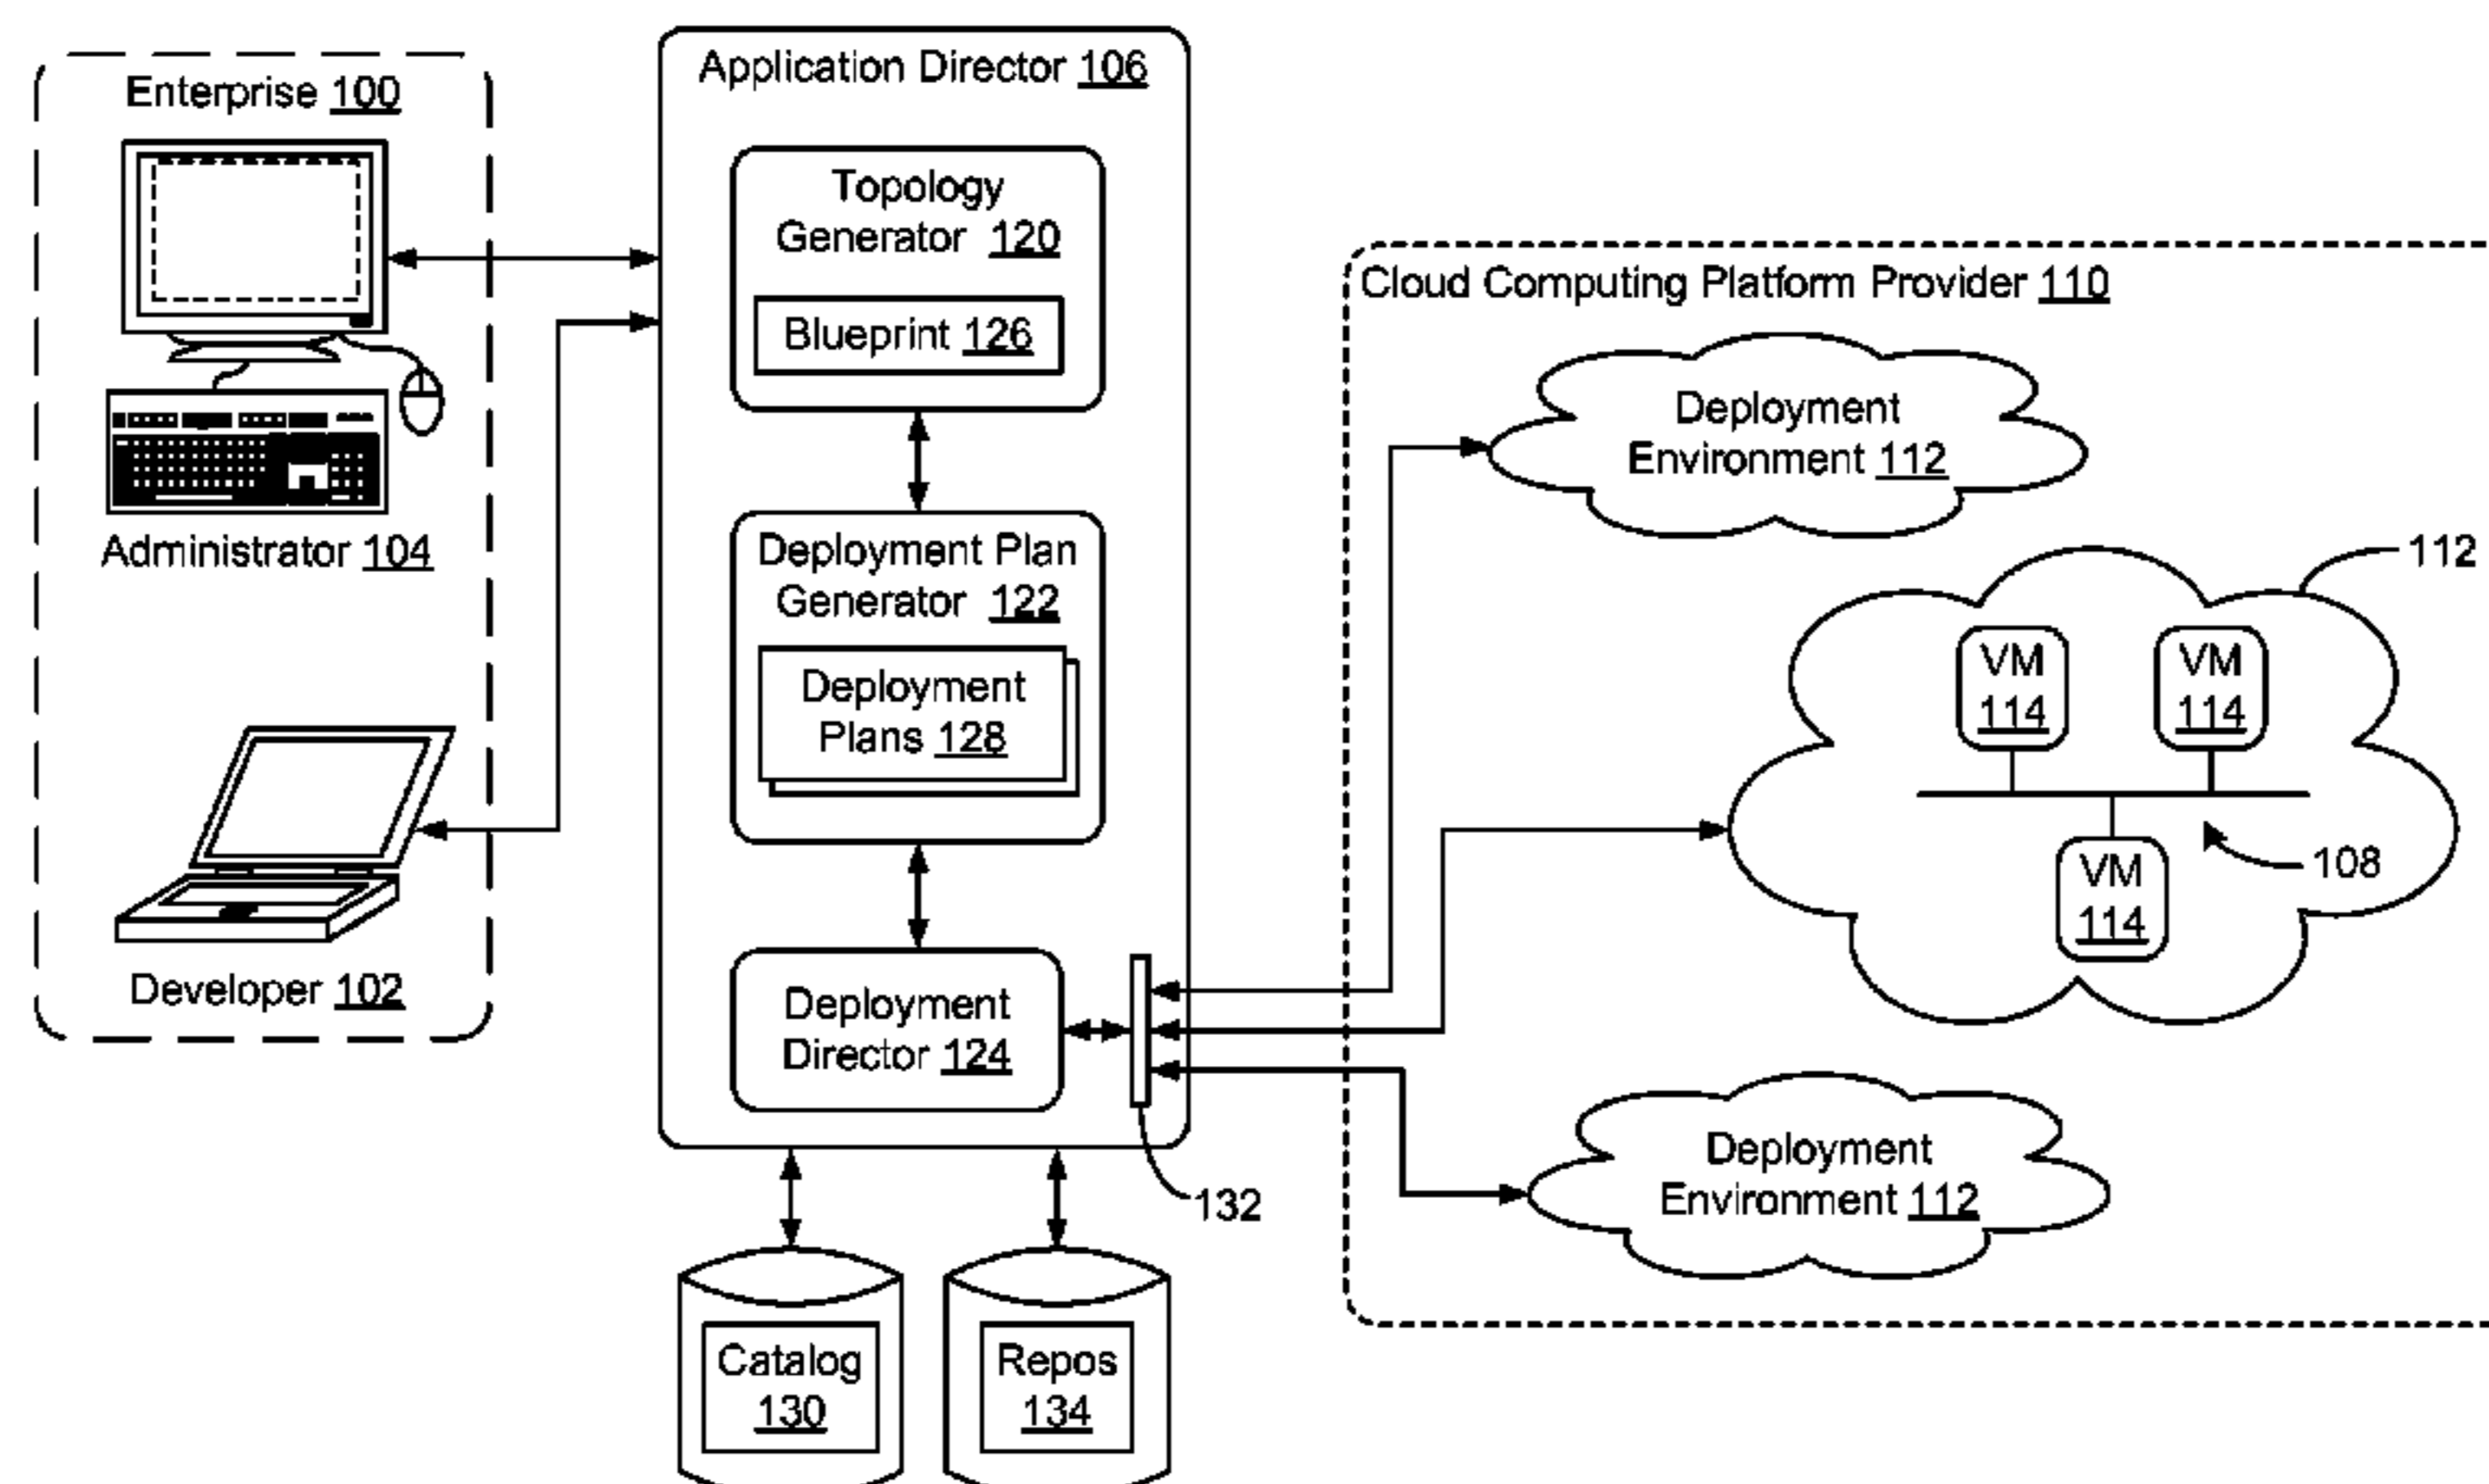 Enterprise 100
Administrator 104
Developer 102
Application Director 106
Topology
Generator 120
Blueprint 126
Deployment Plan
Generator 122
Deployment
Plans 128
Deployment
Director 124
132
Catalog
130
Repos
134
Cloud Computing Platform Provider 110
Deployment
Environment 112
112
VM
114
VM
114
VM
114
108
Deployment
Environment 112